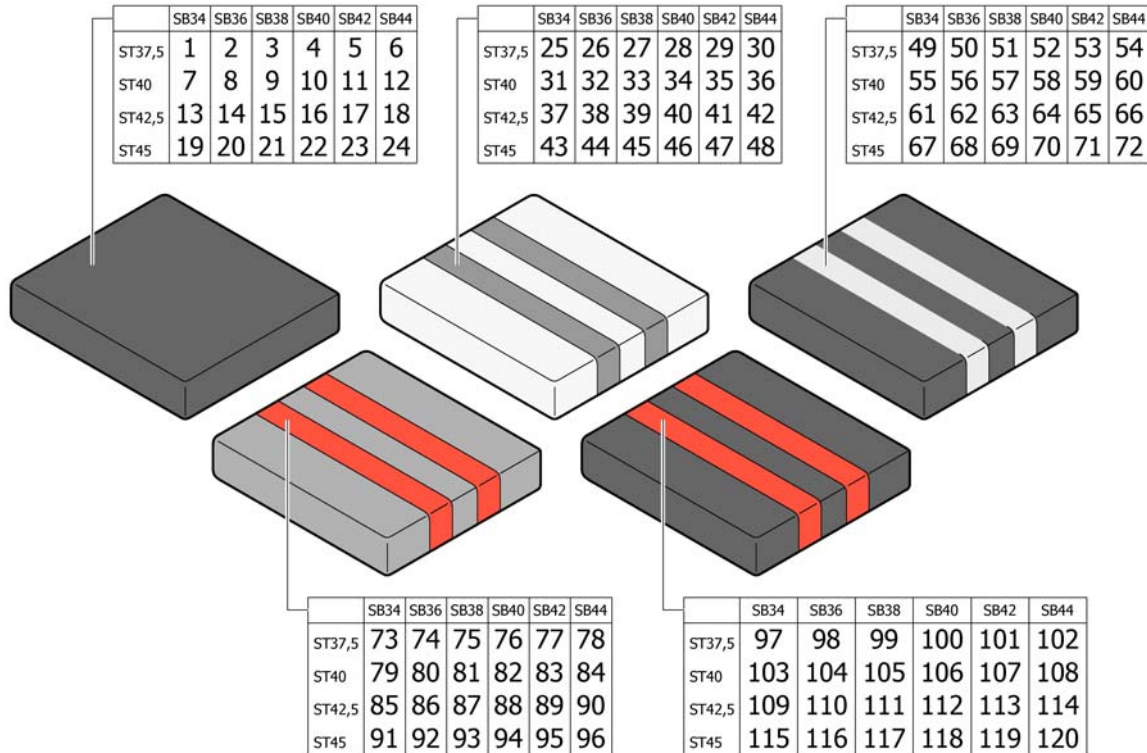 SB34 SB36 SB38 SB40 SB42 SB44
ST37,5 1 2 3 4 5 6
ST40 7 8 9 10 11 12
ST42,5 13 14 15 16 17 18
ST45 19 20 21 22 23 24
SB34 SB36 SB38 SB40 SB42 SB44
ST37,5 25 26 27 28 29 30
ST40 31 32 33 34 35 36
ST42,5 37 38 39 40 41 42
ST45 43 44 45 46 47 48
SB34 SB36 SB38 SB40 SB42 SB44
ST37,5 49 50 51 52 53 54
ST40 55 56 57 58 59 60
ST42,5 61 62 63 64 65 66
ST45 67 68 69 70 71 72
SB34 SB36 SB38 SB40 SB42 SB44
ST37,5 73 74 75 76 77 78
ST40 79 80 81 82 83 84
ST42,5 85 86 87 88 89 90
ST45 91 92 93 94 95 96
SB34 SB36 SB38 SB40 SB42 SB44
ST37,5 97 98 99 100 101 102
ST40 103 104 105 106 107 108
ST42,5 109 110 111 112 113 114
ST45 115 116 117 118 119 120